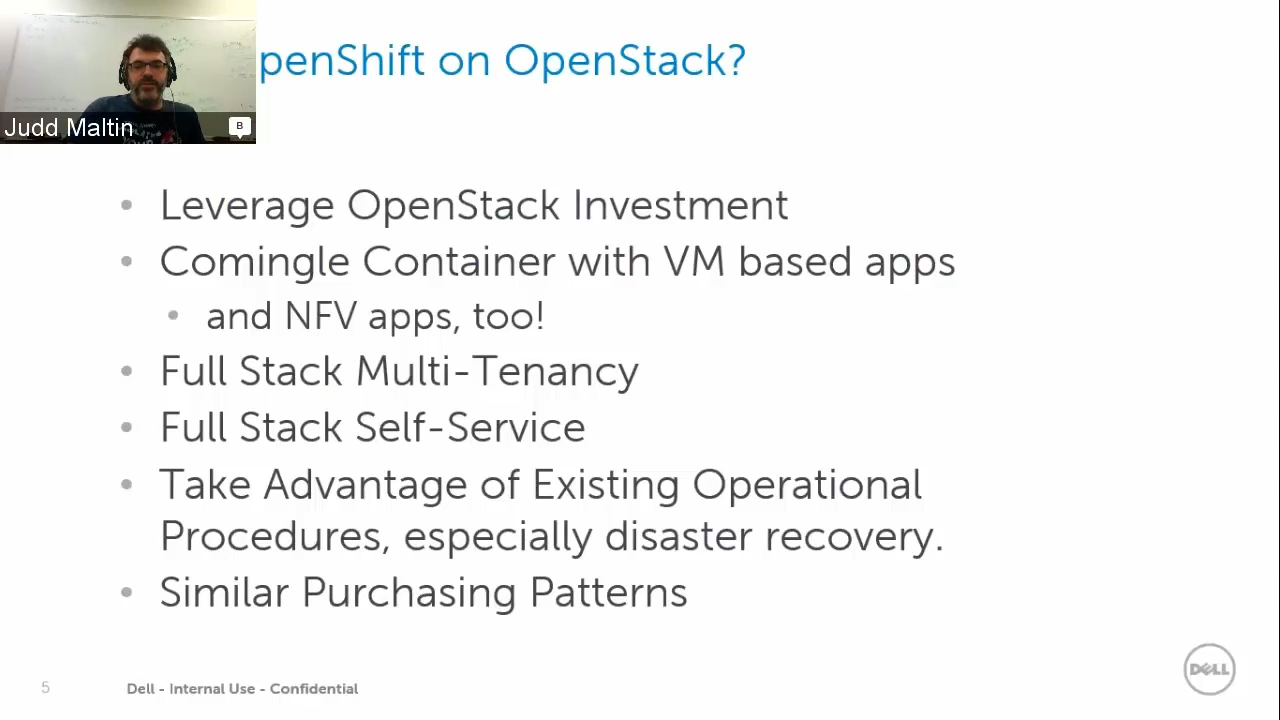 penShift on OpenStack?
Judd Maltin
B
• Leverage OpenStack Investment
• Comingle Container with VM based apps
• and NFV apps, too!
• Full Stack Multi-Tenancy
• Full Stack Self-Service
• Take Advantage of Existing Operational
Procedures, especially disaster recovery.
• Similar Purchasing Patterns
5
Dell - Internal Use - Confidential
DELL